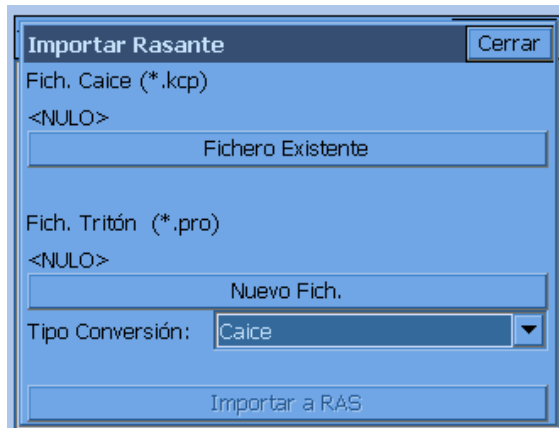 Importar Rasante Cerrar
Fich. Caice (*.kcp)
<NULO>
Fichero Existente
Fich. Tritón (*.pro)
<NULO>
Nuevo Fich.
Tipo Conversión: Caice
Importar a RAS